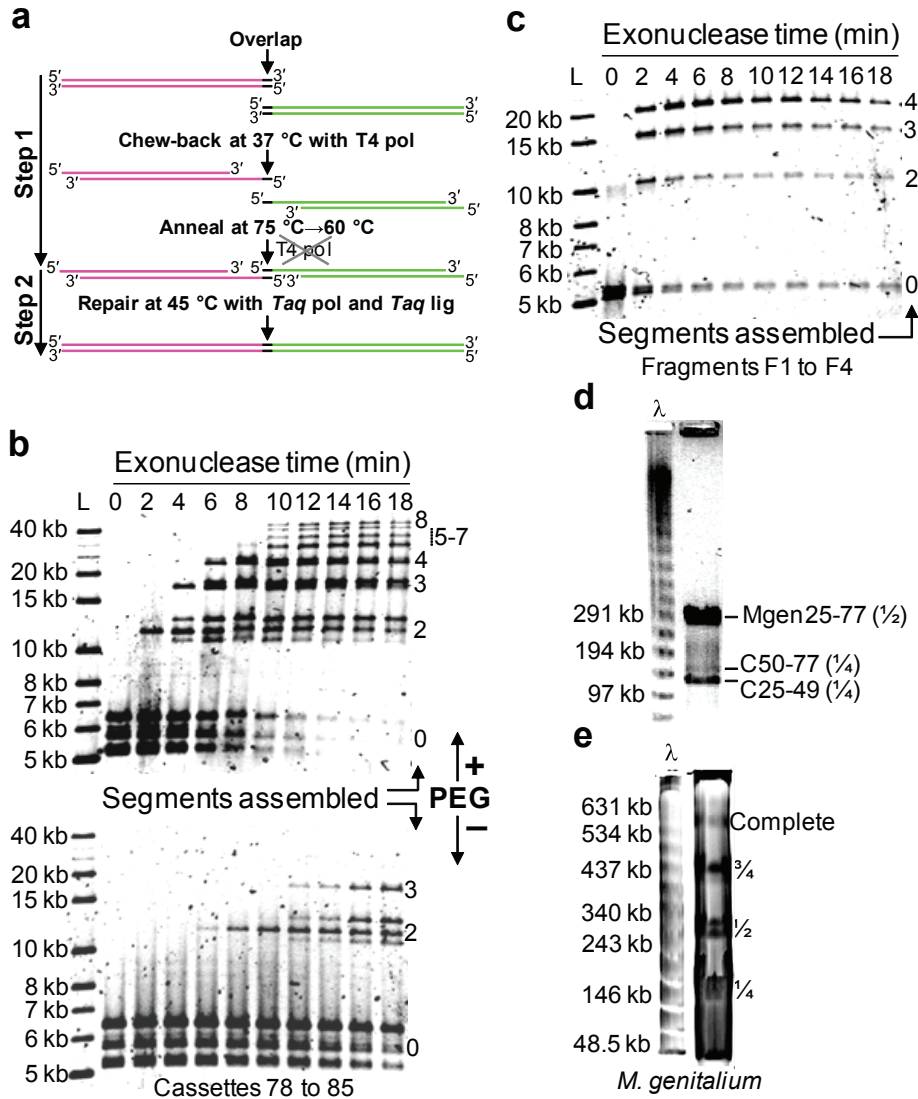 a
Overlap
5′ 3′
3′ 5′
5′ 3′
3′ 5′
Chew-back at 37 °C with T4 pol
5′ 3′
3′ 5′
5′ 3′
3′ 5′
Anneal at 75 °C→60 °C
T4 pol
5′ 3′ 5′ 3′
3′ 5′ 3′ 5′
Repair at 45 °C with Taq pol and Taq lig
5′ 3′
3′ 5′
Step 1
Step 2
b
Exonuclease time (min)
L 0 2 4 6 8 10 12 14 16 18
40 kb
20 kb
15 kb
10 kb
8 kb
7 kb
6 kb
5 kb
8
5-7
4
3
2
0
Segments assembled
+
PEG
−
40 kb
20 kb
15 kb
10 kb
8 kb
7 kb
6 kb
5 kb
3
2
0
Cassettes 78 to 85
c
Exonuclease time (min)
L 0 2 4 6 8 10 12 14 16 18
20 kb
15 kb
10 kb
8 kb
7 kb
6 kb
5 kb
4
3
2
0
Segments assembled
Fragments F1 to F4
d
λ
291 kb
194 kb
97 kb
Mgen25-77 (½)
C50-77 (¼)
C25-49 (¼)
e
λ
631 kb
534 kb
437 kb
340 kb
243 kb
146 kb
48.5 kb
Complete
¾
½
¼
M. genitalium